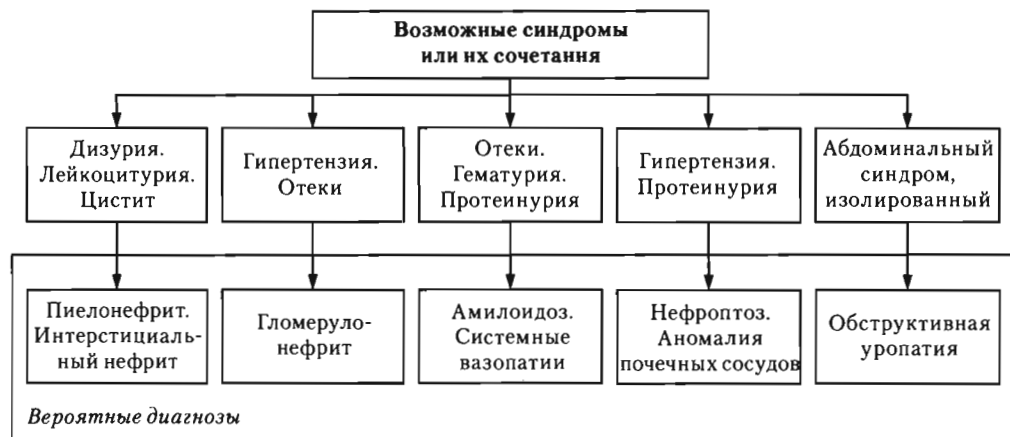 Возможные синдромы
или их сочетания
Дизурия.
Лейкоцитурия.
Цистит
Гипертензия.
Отеки
Отеки.
Гематурия.
Протеинурия
Гипертензия.
Протеинурия
Абдоминальный
синдром,
изолированный
Пиелонефрит.
Интерстициаль-
ный нефрит
Гломеруло-
нефрит
Амилоидоз.
Системные
вазопатии
Нефроптоз.
Аномалия
почечных сосудов
Обструктивная
уропатия
Вероятные диагнозы